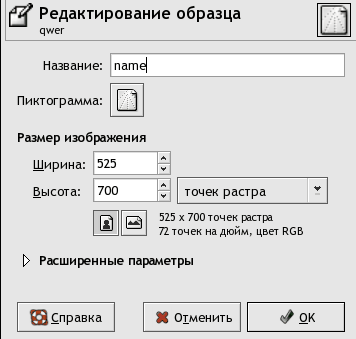 Редактирование образца
qwer
Название: name
Пиктограмма:
Размер изображения
Ширина: 525
Высота: 700 точек растра
525 x 700 точек растра
72 точек на дюйм, цвет RGB
Расширенные параметры
Справка Отменить OK